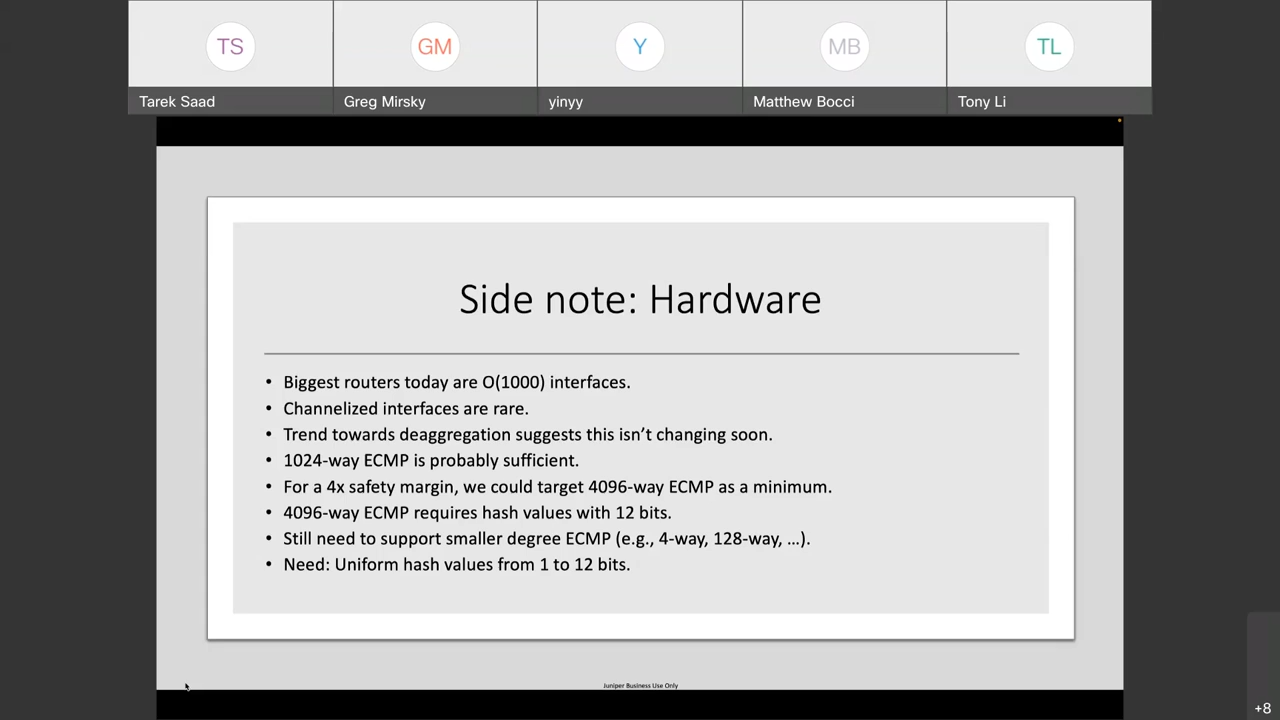 TS
GM
Y
MB
TL
Tarek Saad
Greg Mirsky
yinyy
Matthew Bocci
Tony Li
Side note: Hardware
• Biggest routers today are O(1000) interfaces.
• Channelized interfaces are rare.
• Trend towards deaggregation suggests this isn’t changing soon.
• 1024-way ECMP is probably sufficient.
• For a 4x safety margin, we could target 4096-way ECMP as a minimum.
• 4096-way ECMP requires hash values with 12 bits.
• Still need to support smaller degree ECMP (e.g., 4-way, 128-way, …).
• Need: Uniform hash values from 1 to 12 bits.
Juniper Business Use Only
+8